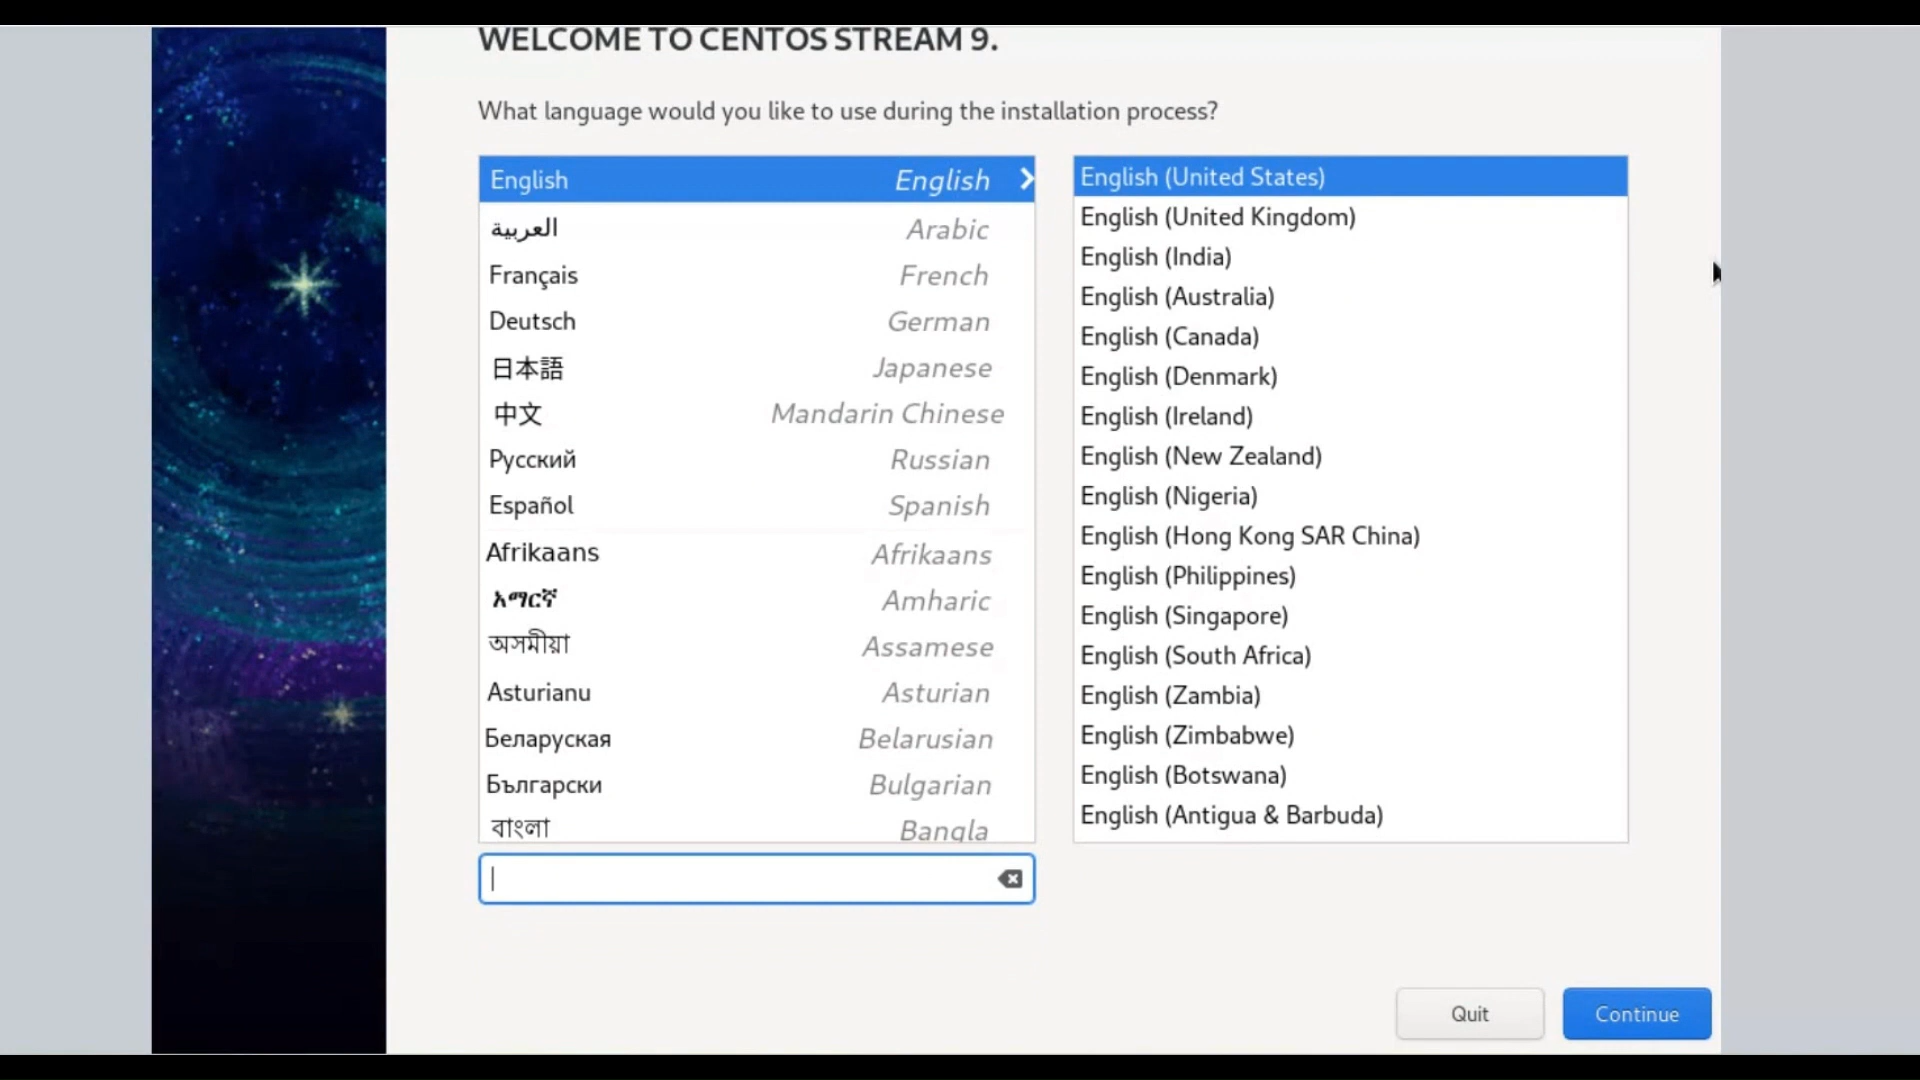 WELCOME TO CENTOS STREAM 9.
What language would you like to use during the installation process?
English English
العربية Arabic
Français French
Deutsch German
日本語 Japanese
中文 Mandarin Chinese
Русский Russian
Español Spanish
Afrikaans Afrikaans
አማርኛ Amharic
অসমীয়া Assamese
Asturianu Asturian
Беларуская Belarusian
Български Bulgarian
বাংলা Bangla
English (United States)
English (United Kingdom)
English (India)
English (Australia)
English (Canada)
English (Denmark)
English (Ireland)
English (New Zealand)
English (Nigeria)
English (Hong Kong SAR China)
English (Philippines)
English (Singapore)
English (South Africa)
English (Zambia)
English (Zimbabwe)
English (Botswana)
English (Antigua & Barbuda)
Quit Continue